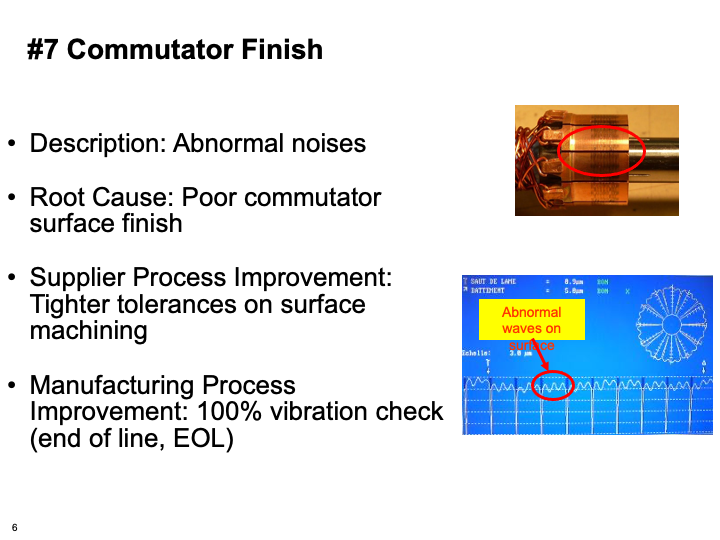 #7 Commutator Finish
• Description: Abnormal noises
• Root Cause: Poor commutator
surface finish
• Supplier Process Improvement:
Tighter tolerances on surface
machining
• Manufacturing Process
Improvement: 100% vibration check
(end of line, EOL)
SAUT DE LAME = 0.9µm BON
BATTEMENT = 5.0µm BON X
Abnormal
waves on
surface
Echelle: 3.0 µm
6